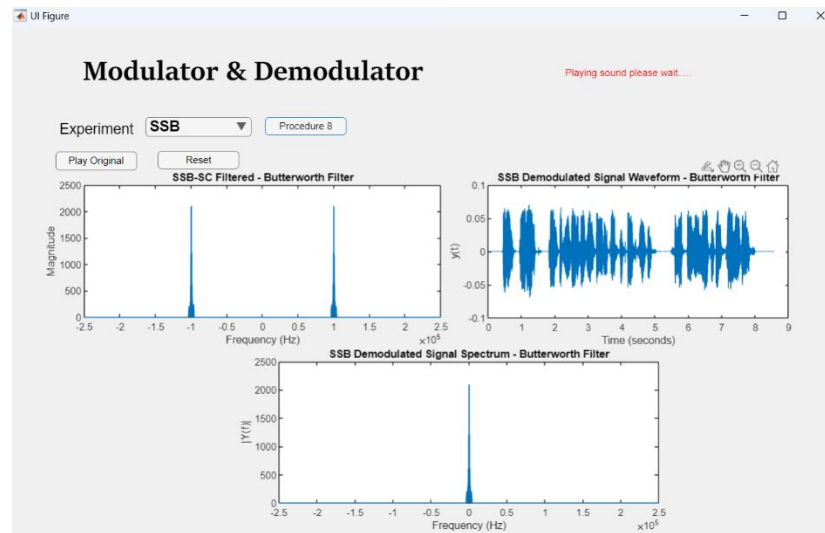 UI Figure
Modulator & Demodulator
Playing sound please wait.....
Experiment
SSB
Procedure 8
Play Original
Reset
SSB-SC Filtered - Butterworth Filter
Magnitude
2500
2000
1500
1000
500
0
-2.5 -2 -1.5 -1 -0.5 0 0.5 1 1.5 2 2.5
Frequency (Hz)
×10⁵
SSB Demodulated Signal Waveform - Butterworth Filter
y(t)
0.1
0.05
0
-0.05
-0.1
0 1 2 3 4 5 6 7 8 9
Time (seconds)
SSB Demodulated Signal Spectrum - Butterworth Filter
|Y(f)|
2500
2000
1500
1000
500
0
-2.5 -2 -1.5 -1 -0.5 0 0.5 1 1.5 2 2.5
Frequency (Hz)
×10⁵